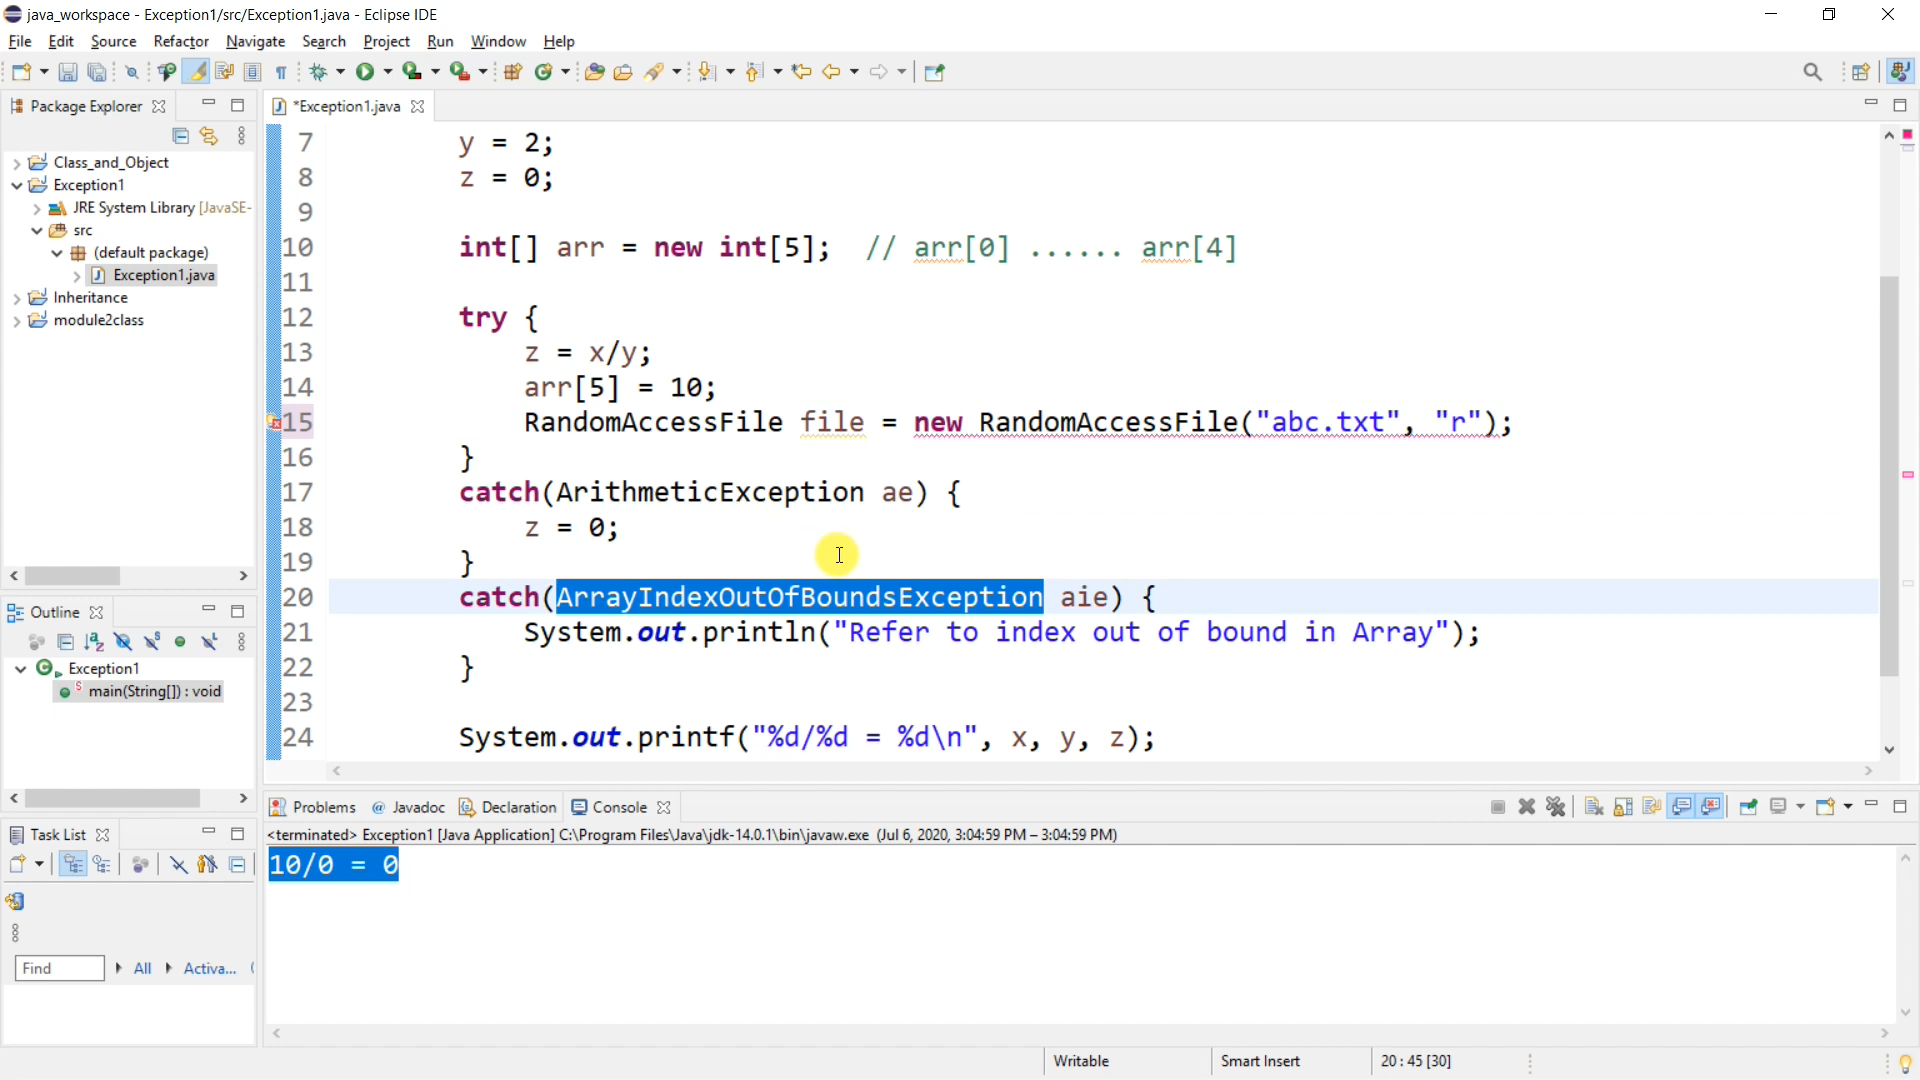 java_workspace - Exception1/src/Exception1.java - Eclipse IDE
File Edit Source Refactor Navigate Search Project Run Window Help
Package Explorer
*Exception1.java
Class_and_Object
Exception1
JRE System Library [JavaSE-
src
(default package)
Exception1.java
Inheritance
module2class
7 y = 2;
8 z = 0;
9
10 int[] arr = new int[5]; // arr[0] ...... arr[4]
11
12 try {
13 z = x/y;
14 arr[5] = 10;
15 RandomAccessFile file = new RandomAccessFile("abc.txt", "r");
16 }
17 catch(ArithmeticException ae) {
18 z = 0;
19 }
20 catch(ArrayIndexOutOfBoundsException aie) {
21 System.out.println("Refer to index out of bound in Array");
22 }
23
24 System.out.printf("%d/%d = %d\n", x, y, z);
Outline
Exception1
main(String[]) : void
Task List
Find All Activa...
Problems @ Javadoc Declaration Console
<terminated> Exception1 [Java Application] C:\Program Files\Java\jdk-14.0.1\bin\javaw.exe (Jul 6, 2020, 3:04:59 PM – 3:04:59 PM)
10/0 = 0
Writable Smart Insert 20 : 45 [30]